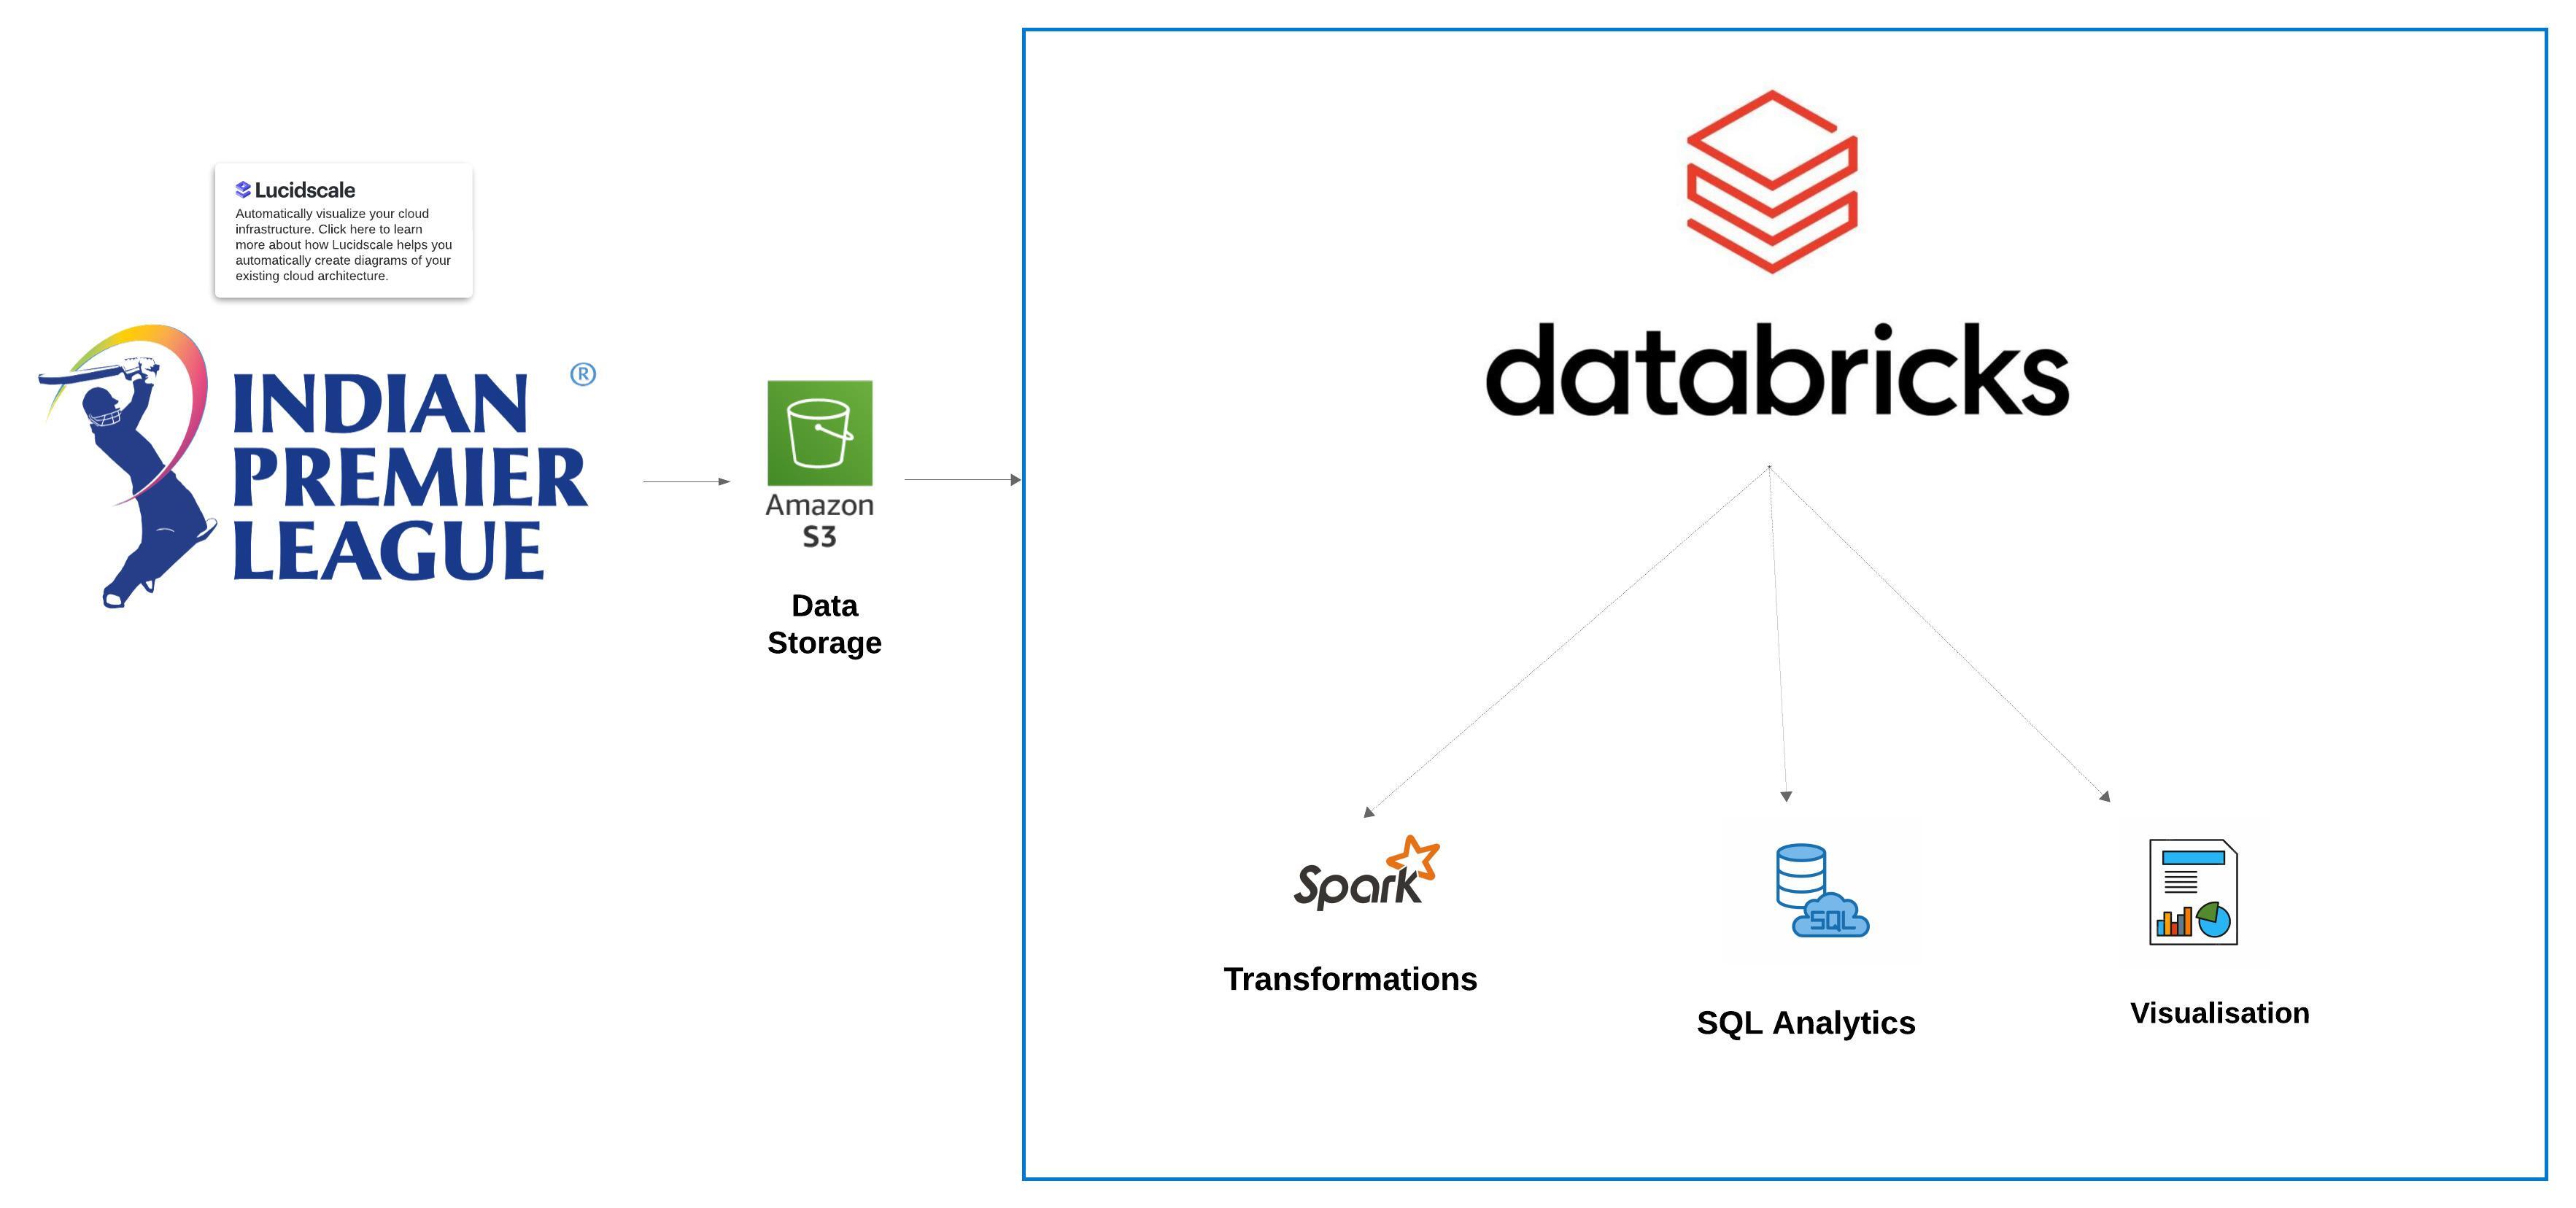 Lucidscale
Automatically visualize your cloud
infrastructure. Click here to learn
more about how Lucidscale helps you
automatically create diagrams of your
existing cloud architecture.
INDIAN ®
PREMIER
LEAGUE
Amazon
S3
Data
Storage
databricks
Spark
Transformations
SQL
SQL Analytics
Visualisation